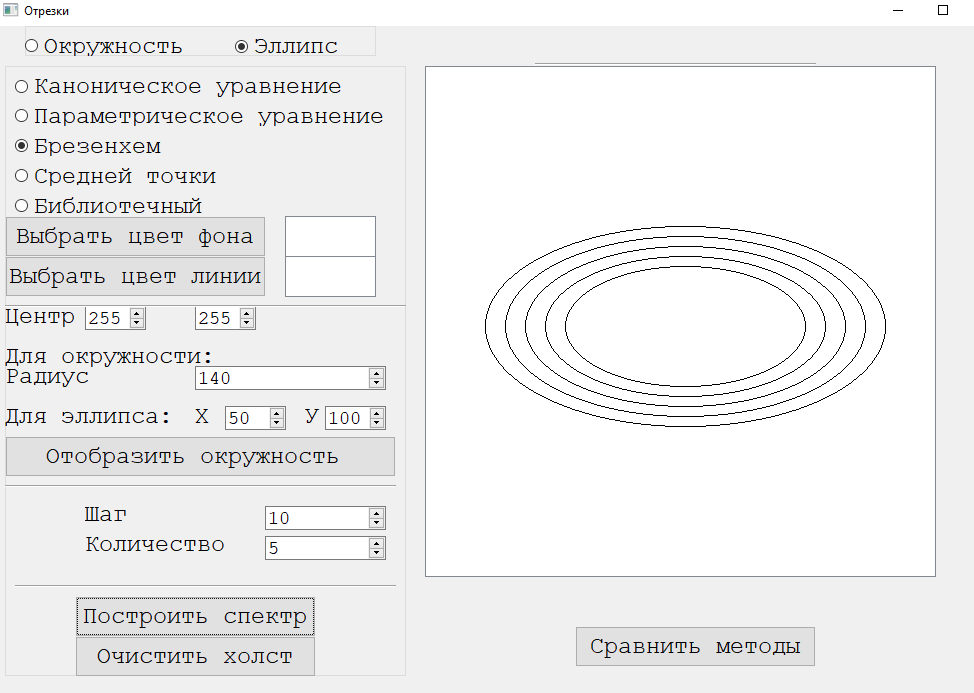 Отрезки
Окружность Эллипс
Каноническое уравнение
Параметрическое уравнение
Брезенхем
Средней точки
Библиотечный
Выбрать цвет фона
Выбрать цвет линии
Центр 255 255
Для окружности:
Радиус 140
Для эллипса: X 50 У 100
Отобразить окружность
Шаг 10
Количество 5
Построить спектр
Очистить холст
Сравнить методы